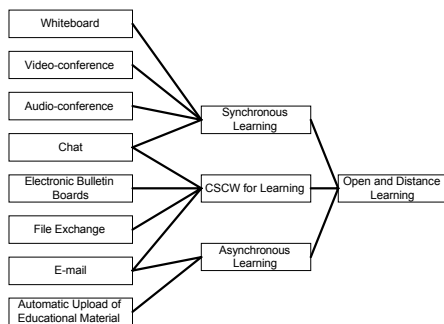 Whiteboard
Video-conference
Audio-conference
Chat
Electronic Bulletin
Boards
File Exchange
E-mail
Automatic Upload of
Educational Material
Synchronous
Learning
CSCW for Learning
Asynchronous
Learning
Open and Distance
Learning